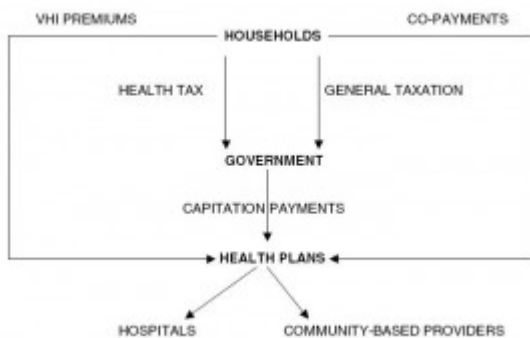 VHI PREMIUMS
CO-PAYMENTS
HOUSEHOLDS
HEALTH TAX
GENERAL TAXATION
GOVERNMENT
CAPITATION PAYMENTS
HEALTH PLANS
HOSPITALS
COMMUNITY-BASED PROVIDERS